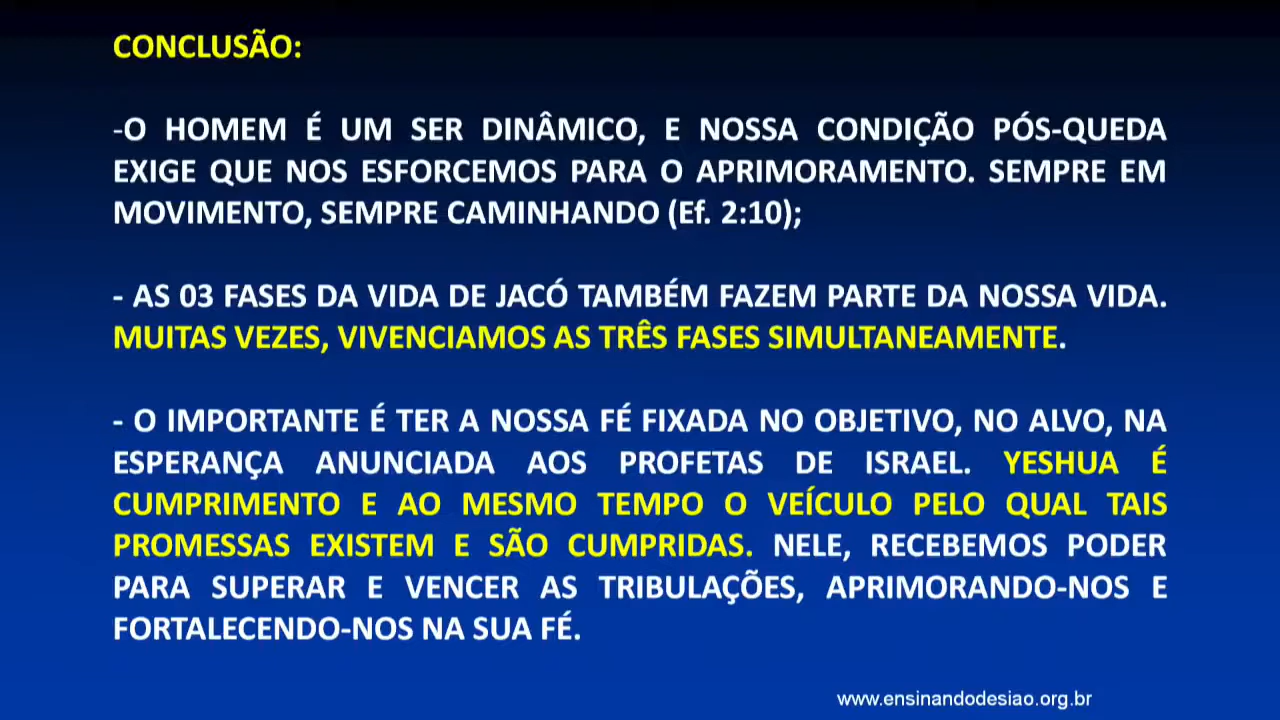 CONCLUSÃO:
-O HOMEM É UM SER DINÂMICO, E NOSSA CONDIÇÃO PÓS-QUEDA
EXIGE QUE NOS ESFORCEMOS PARA O APRIMORAMENTO. SEMPRE EM
MOVIMENTO, SEMPRE CAMINHANDO (Ef. 2:10);
- AS 03 FASES DA VIDA DE JACÓ TAMBÉM FAZEM PARTE DA NOSSA VIDA.
MUITAS VEZES, VIVENCIAMOS AS TRÊS FASES SIMULTANEAMENTE.
- O IMPORTANTE É TER A NOSSA FÉ FIXADA NO OBJETIVO, NO ALVO, NA
ESPERANÇA ANUNCIADA AOS PROFETAS DE ISRAEL. YESHUA É
CUMPRIMENTO E AO MESMO TEMPO O VEÍCULO PELO QUAL TAIS
PROMESSAS EXISTEM E SÃO CUMPRIDAS. NELE, RECEBEMOS PODER
PARA SUPERAR E VENCER AS TRIBULAÇÕES, APRIMORANDO-NOS E
FORTALECENDO-NOS NA SUA FÉ.
www.ensinandodesiao.org.br